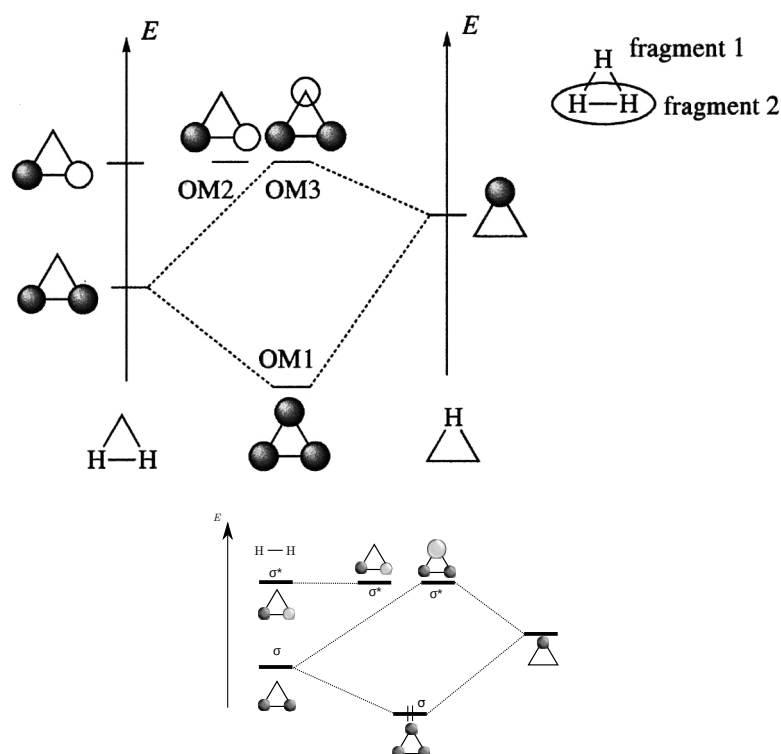 E
E
H
fragment 1
H
H
fragment 2
OM2
OM3
OM1
H
H
H
E
H
H
σ*
σ*
σ*
σ
σ